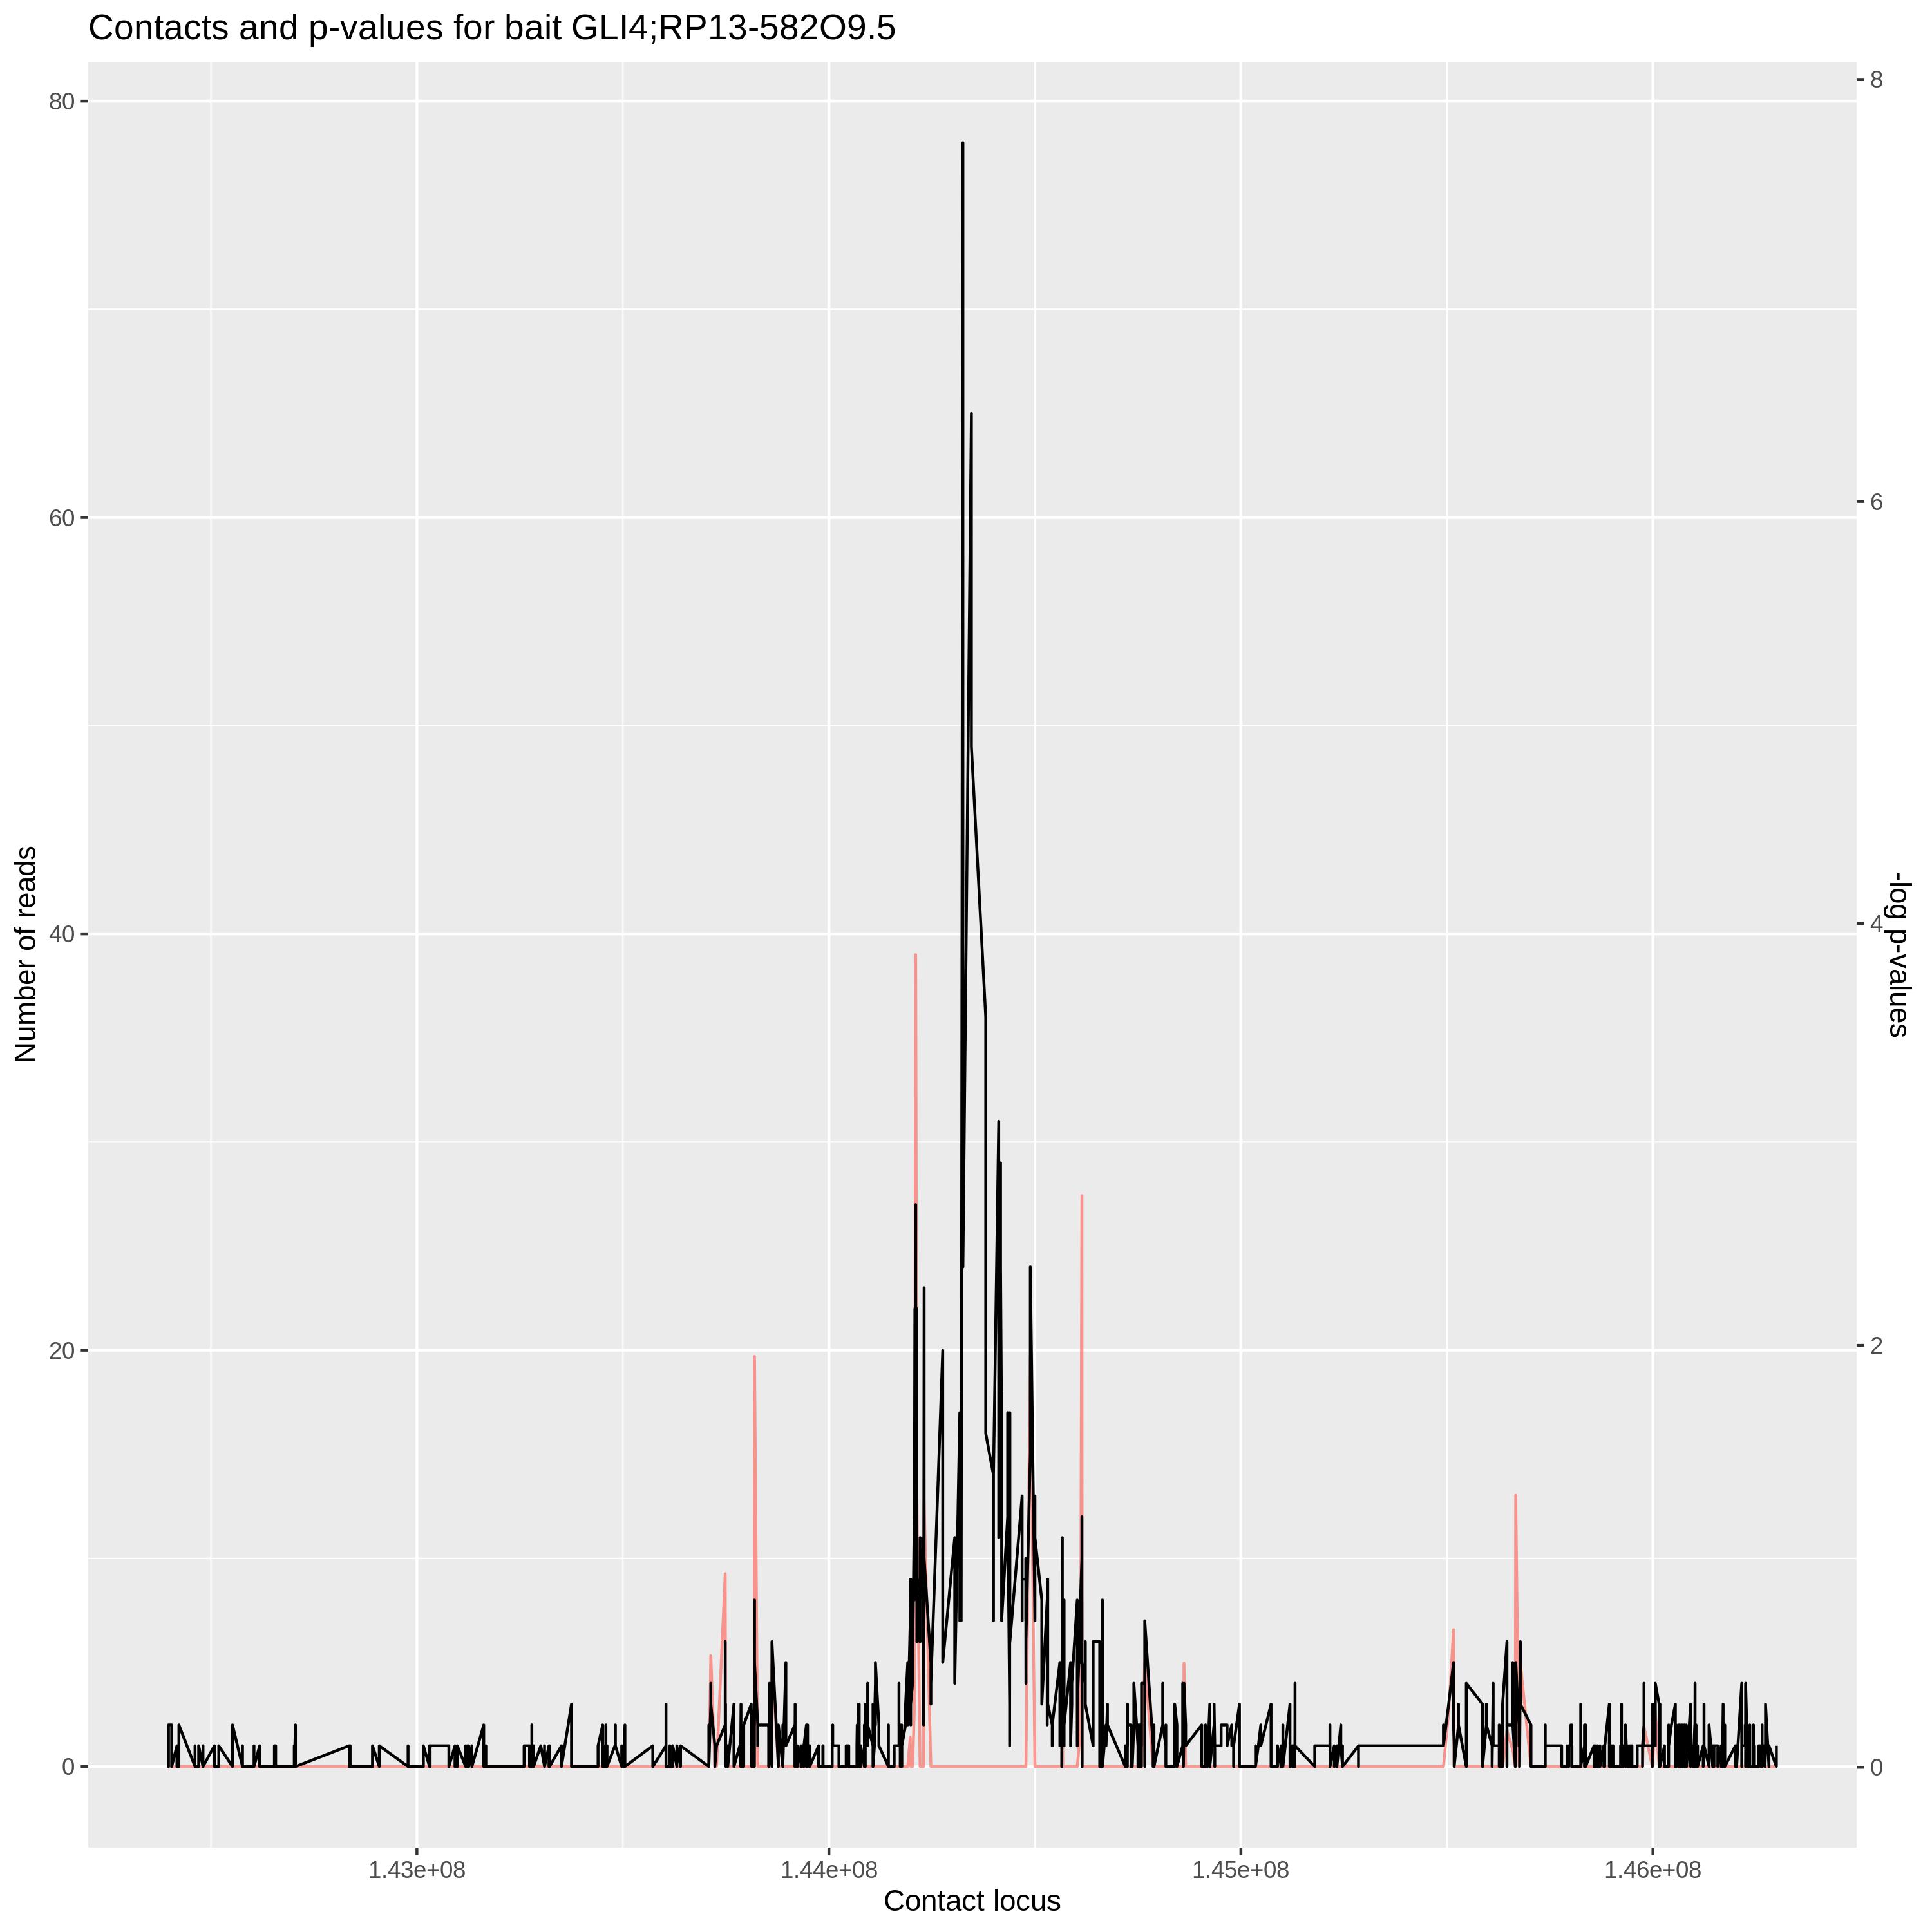 Contacts and p-values for bait GLI4;RP13-582O9.5
80
60
40
20
0
Number of reads
8
6
4
2
0
-log p-values
1.43e+08
1.44e+08
1.45e+08
1.46e+08
Contact locus